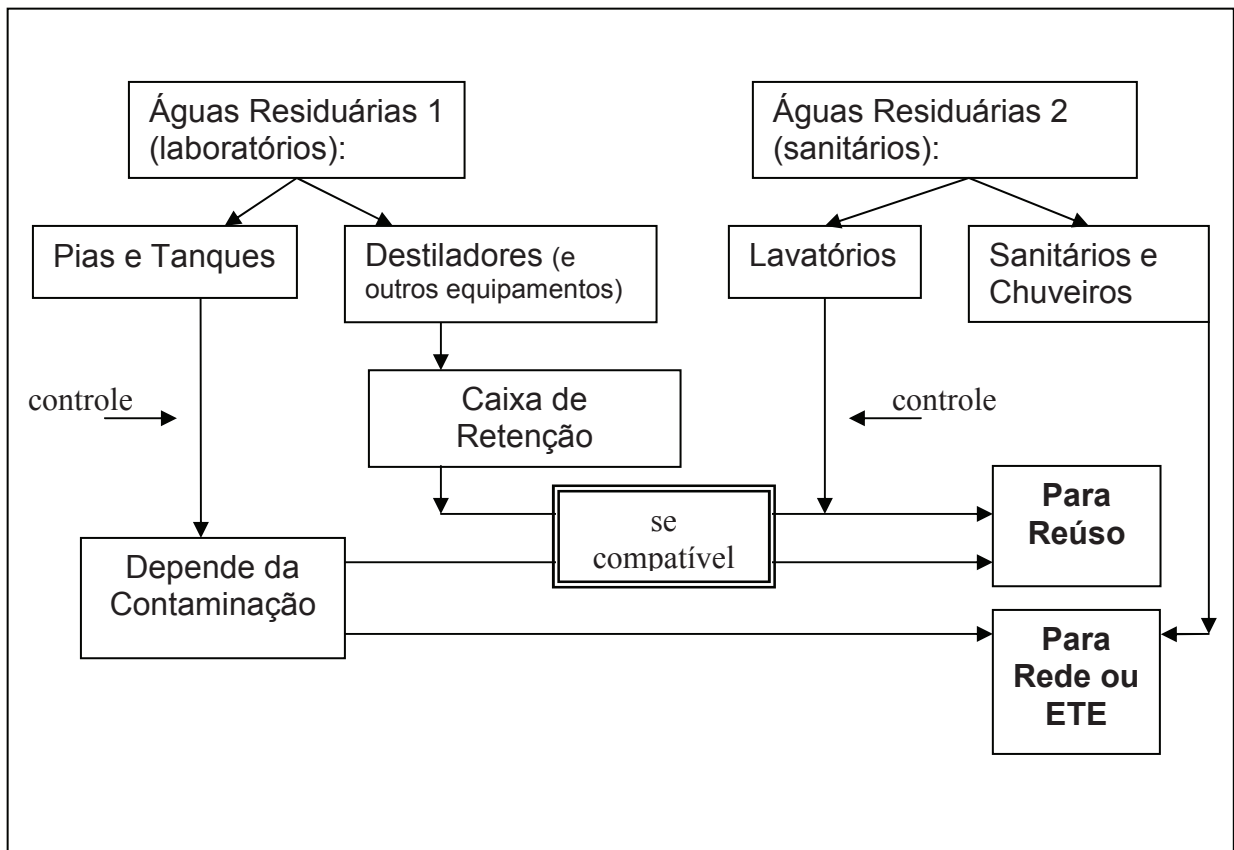 Águas Residuárias 1
(laboratórios):
Águas Residuárias 2
(sanitários):
Pias e Tanques
Destiladores (e
outros equipamentos)
Lavatórios
Sanitários e
Chuveiros
controle
Caixa de
Retenção
controle
se
compatível
Para
Reúso
Depende da
Contaminação
Para
Rede ou
ETE